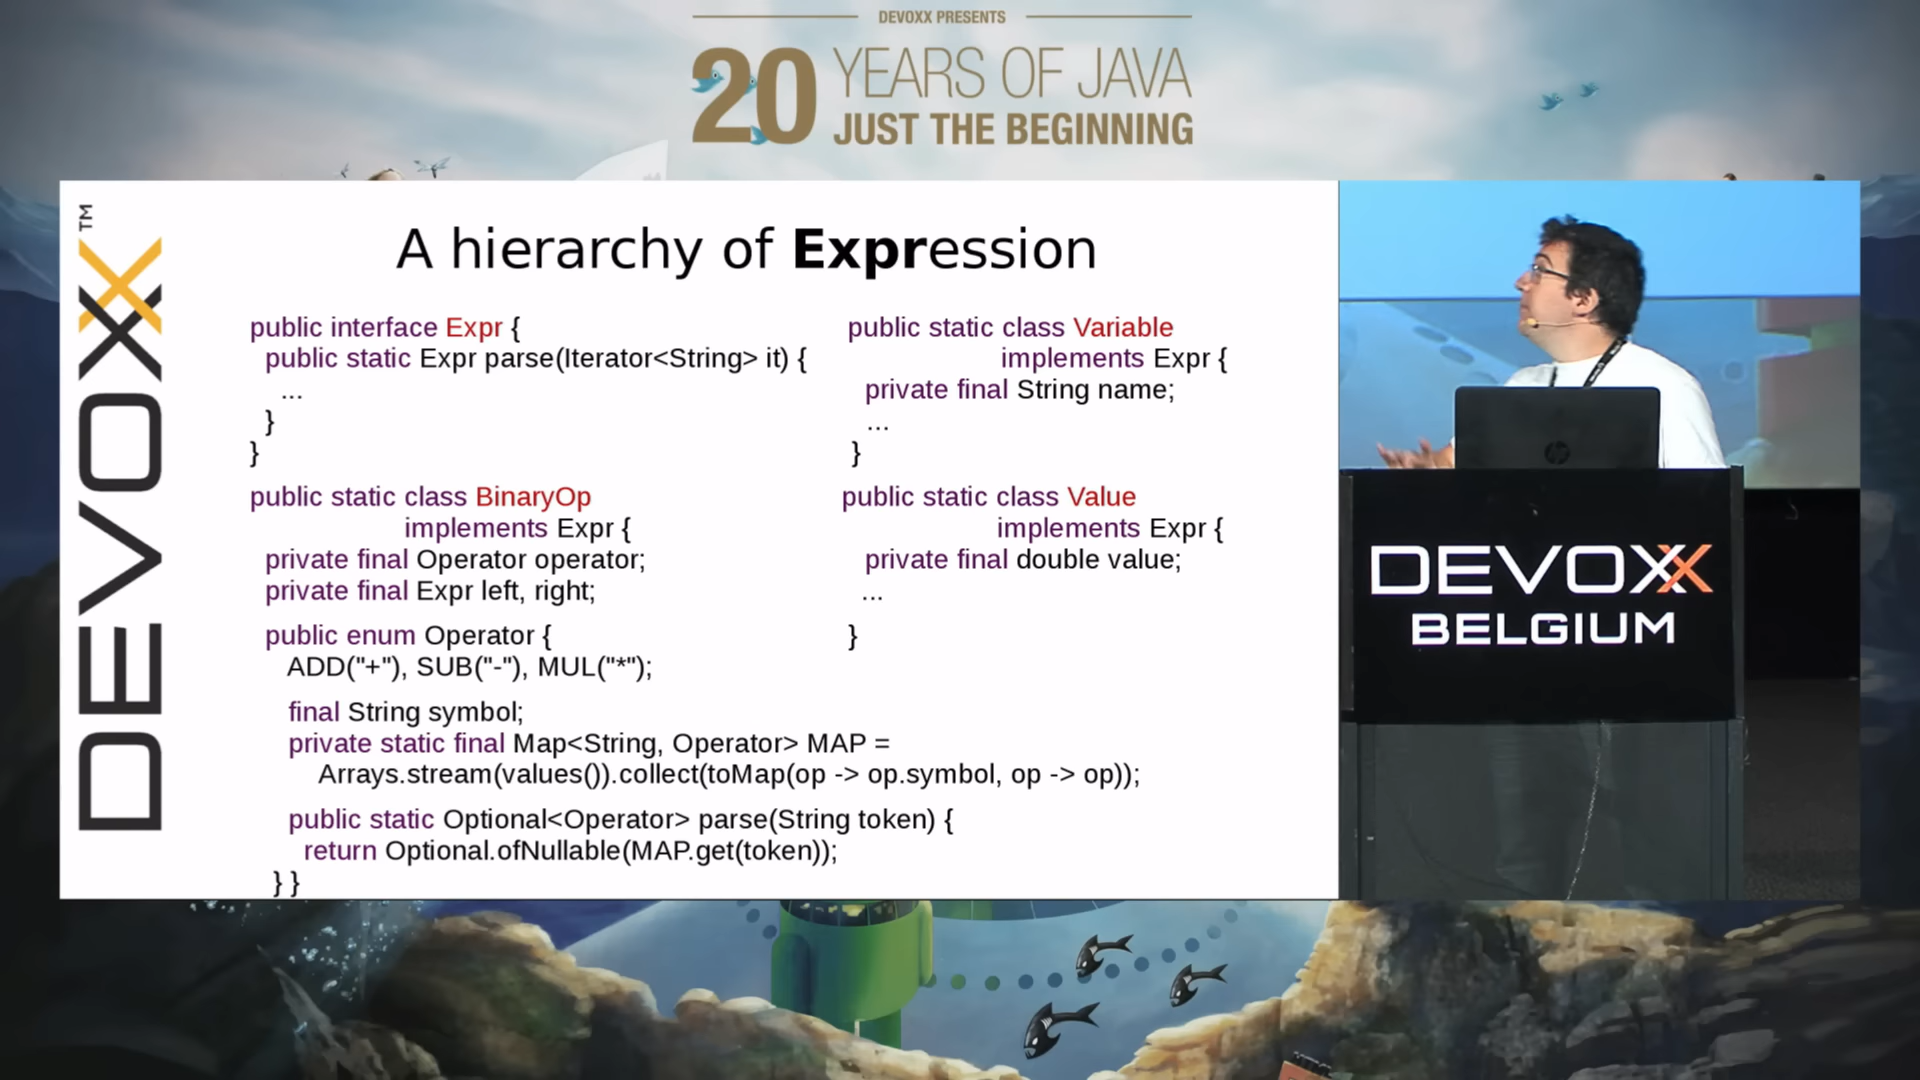 DEVOXX PRESENTS
20 YEARS OF JAVA
JUST THE BEGINNING
DEVOXX™
A hierarchy of Expression
public interface Expr {
public static Expr parse(Iterator<String> it) {
...
}
}
public static class BinaryOp
implements Expr {
private final Operator operator;
private final Expr left, right;
public enum Operator {
ADD("+"), SUB("-"), MUL("*");
final String symbol;
private static final Map<String, Operator> MAP =
Arrays.stream(values()).collect(toMap(op -> op.symbol, op -> op));
public static Optional<Operator> parse(String token) {
return Optional.ofNullable(MAP.get(token));
} }
public static class Variable
implements Expr {
private final String name;
...
}
public static class Value
implements Expr {
private final double value;
...
}
hp
DEVOXX
BELGIUM